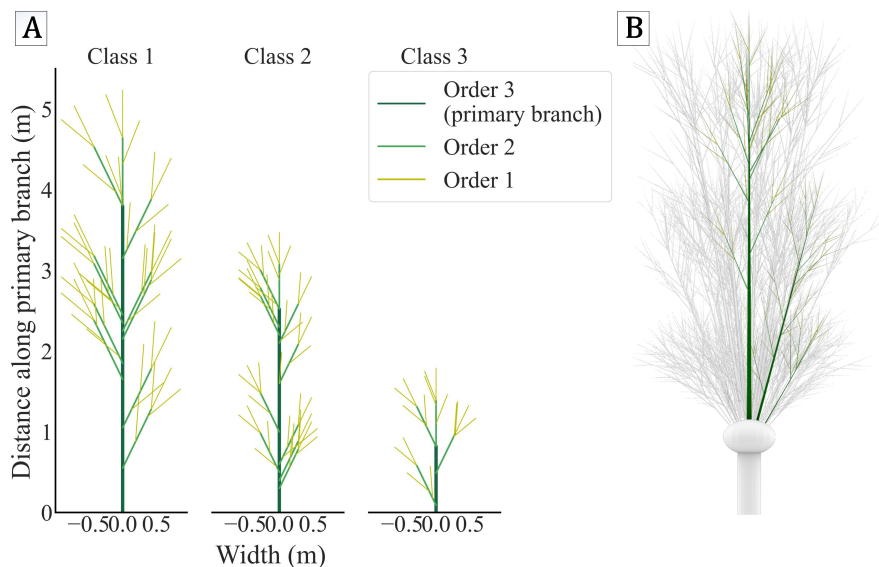 A
B
Class 1
Class 2
Class 3
Order 3
(primary branch)
Order 2
Order 1
Distance along primary branch (m)
5
4
3
2
1
0
−0.50.0 0.5
−0.50.0 0.5
−0.50.0 0.5
Width (m)